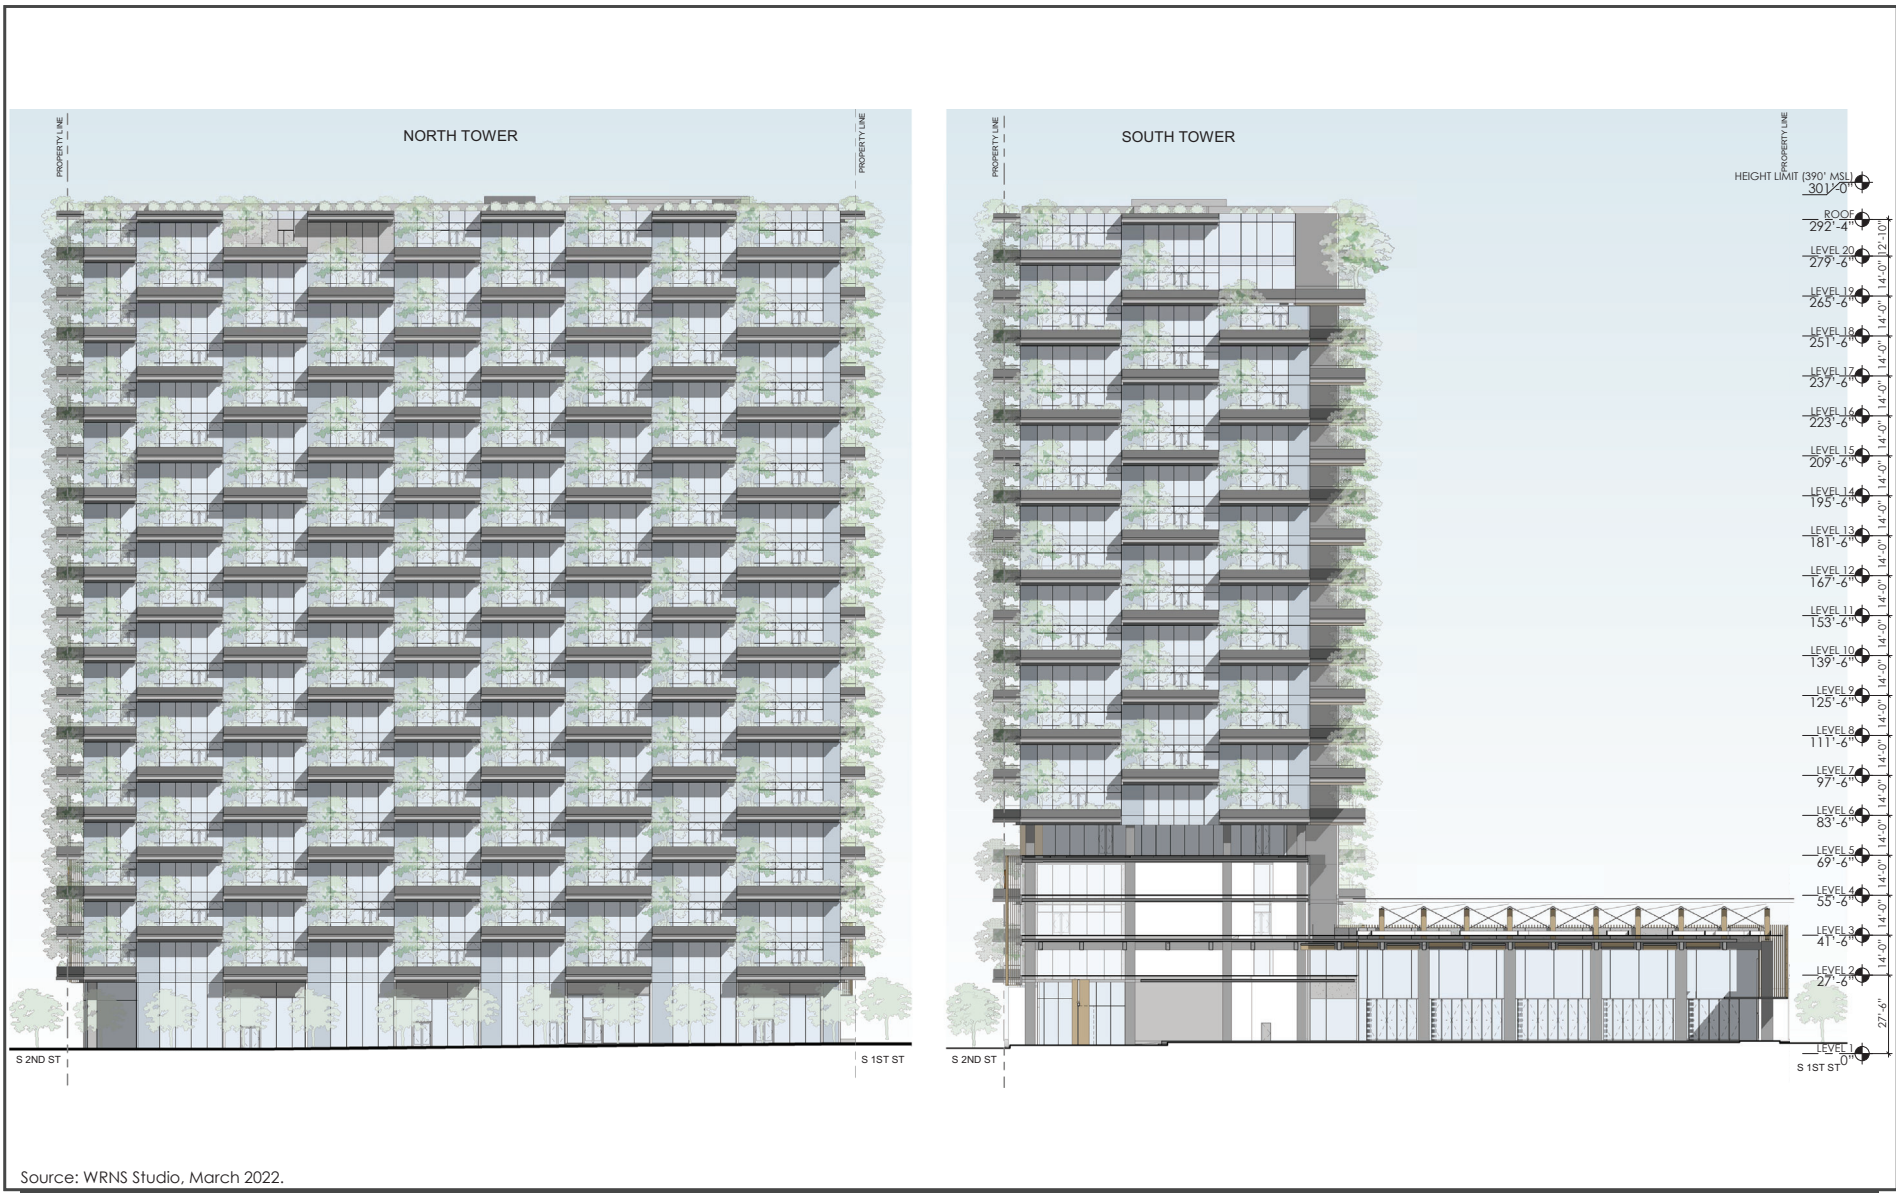 NORTH TOWER
SOUTH TOWER
PROPERTY LINE
PROPERTY LINE
PROPERTY LINE
PROPERTY LINE
HEIGHT LIMIT (390' MSL)
301'-0"
ROOF
292'-4"
12'-10"
LEVEL 20
279'-6"
14'-0"
LEVEL 19
265'-6"
14'-0"
LEVEL 18
251'-6"
14'-0"
LEVEL 17
237'-6"
14'-0"
LEVEL 16
223'-6"
14'-0"
LEVEL 15
209'-6"
14'-0"
LEVEL 14
195'-6"
14'-0"
LEVEL 13
181'-6"
14'-0"
LEVEL 12
167'-6"
14'-0"
LEVEL 11
153'-6"
14'-0"
LEVEL 10
139'-6"
14'-0"
LEVEL 9
125'-6"
14'-0"
LEVEL 8
111'-6"
14'-0"
LEVEL 7
97'-6"
14'-0"
LEVEL 6
83'-6"
14'-0"
LEVEL 5
69'-6"
14'-0"
LEVEL 4
55'-6"
14'-0"
LEVEL 3
41'-6"
14'-0"
LEVEL 2
27'-6"
27'-6"
LEVEL 1
0"
S 2ND ST
S 1ST ST
S 2ND ST
S 1ST ST
Source: WRNS Studio, March 2022.